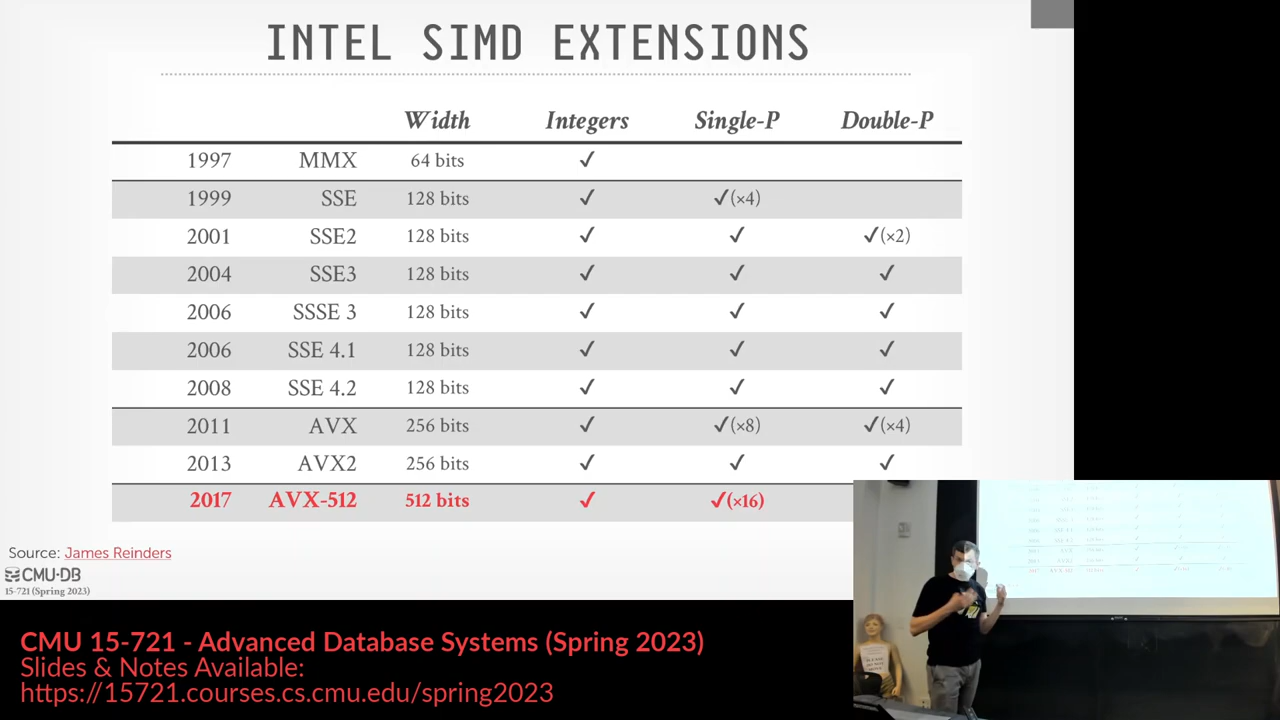 INTEL SIMD EXTENSIONS
Width Integers Single-P Double-P
1997 MMX 64 bits ✓
1999 SSE 128 bits ✓ ✓(×4)
2001 SSE2 128 bits ✓ ✓ ✓(×2)
2004 SSE3 128 bits ✓ ✓ ✓
2006 SSSE 3 128 bits ✓ ✓ ✓
2006 SSE 4.1 128 bits ✓ ✓ ✓
2008 SSE 4.2 128 bits ✓ ✓ ✓
2011 AVX 256 bits ✓ ✓(×8) ✓(×4)
2013 AVX2 256 bits ✓ ✓ ✓
2017 AVX-512 512 bits ✓ ✓(×16)
Source: James Reinders
CMU·DB
15-721 (Spring 2023)
CMU 15-721 - Advanced Database Systems (Spring 2023)
Slides & Notes Available:
https://15721.courses.cs.cmu.edu/spring2023